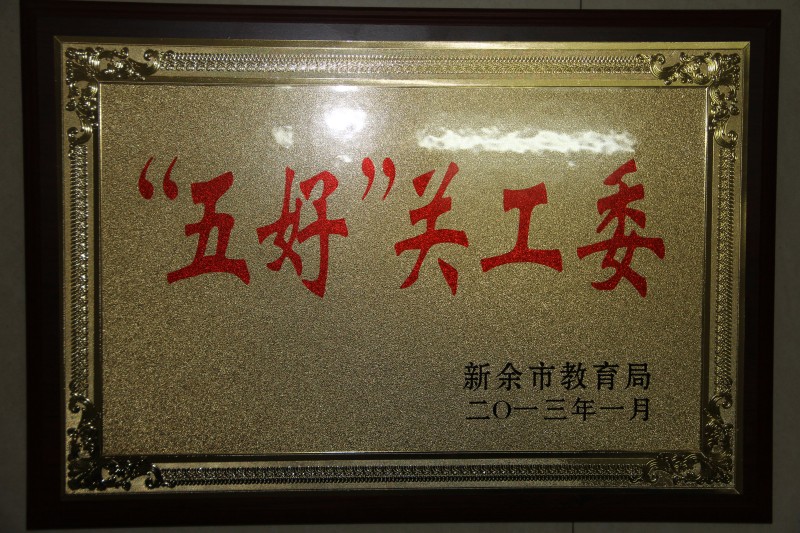 “五好”关工委
新余市教育局
二〇一三年一月